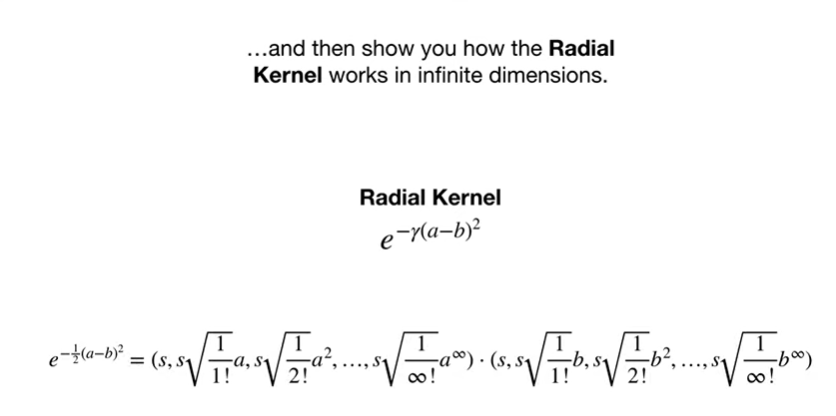 …and then show you how the Radial
Kernel works in infinite dimensions.
Radial Kernel
$e^{-\gamma(a-b)^2}$
$e^{-\frac{1}{2}(a-b)^2} = (s, s\sqrt{\frac{1}{1!}}a, s\sqrt{\frac{1}{2!}}a^2, \ldots, s\sqrt{\frac{1}{\infty!}}a^\infty) \cdot (s, s\sqrt{\frac{1}{1!}}b, s\sqrt{\frac{1}{2!}}b^2, \ldots, s\sqrt{\frac{1}{\infty!}}b^\infty)$